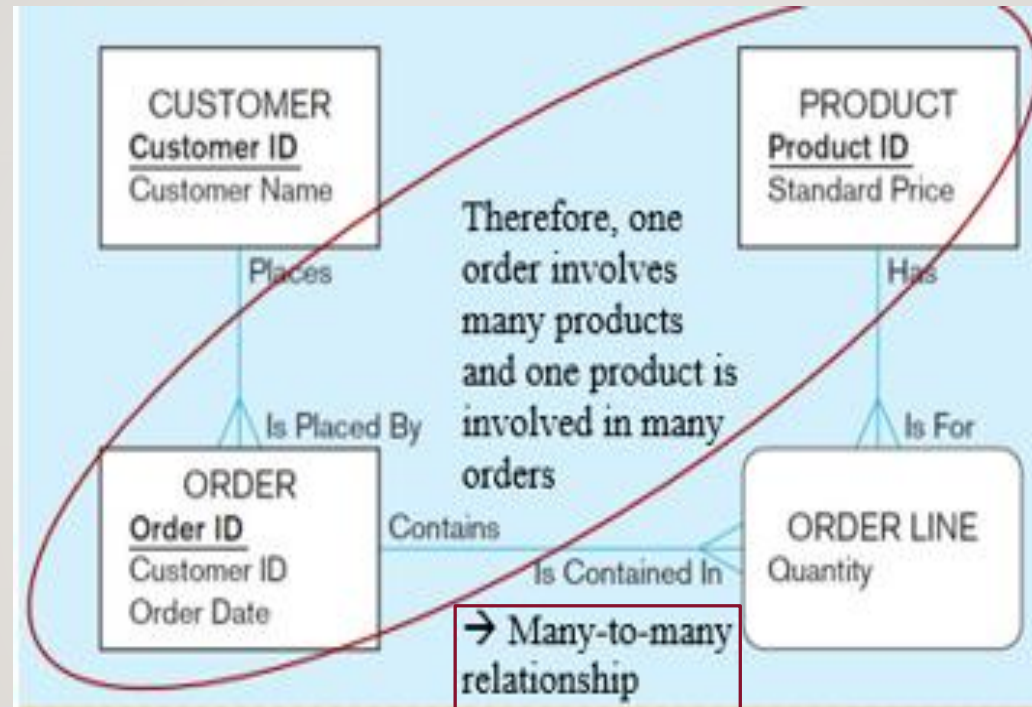 CUSTOMER
Customer ID
Customer Name
PRODUCT
Product ID
Standard Price
Places
Has
Therefore, one
order involves
many products
and one product is
involved in many
orders
Is Placed By
Is For
ORDER
Order ID
Customer ID
Order Date
Contains
Is Contained In
ORDER LINE
Quantity
→ Many-to-many
relationship